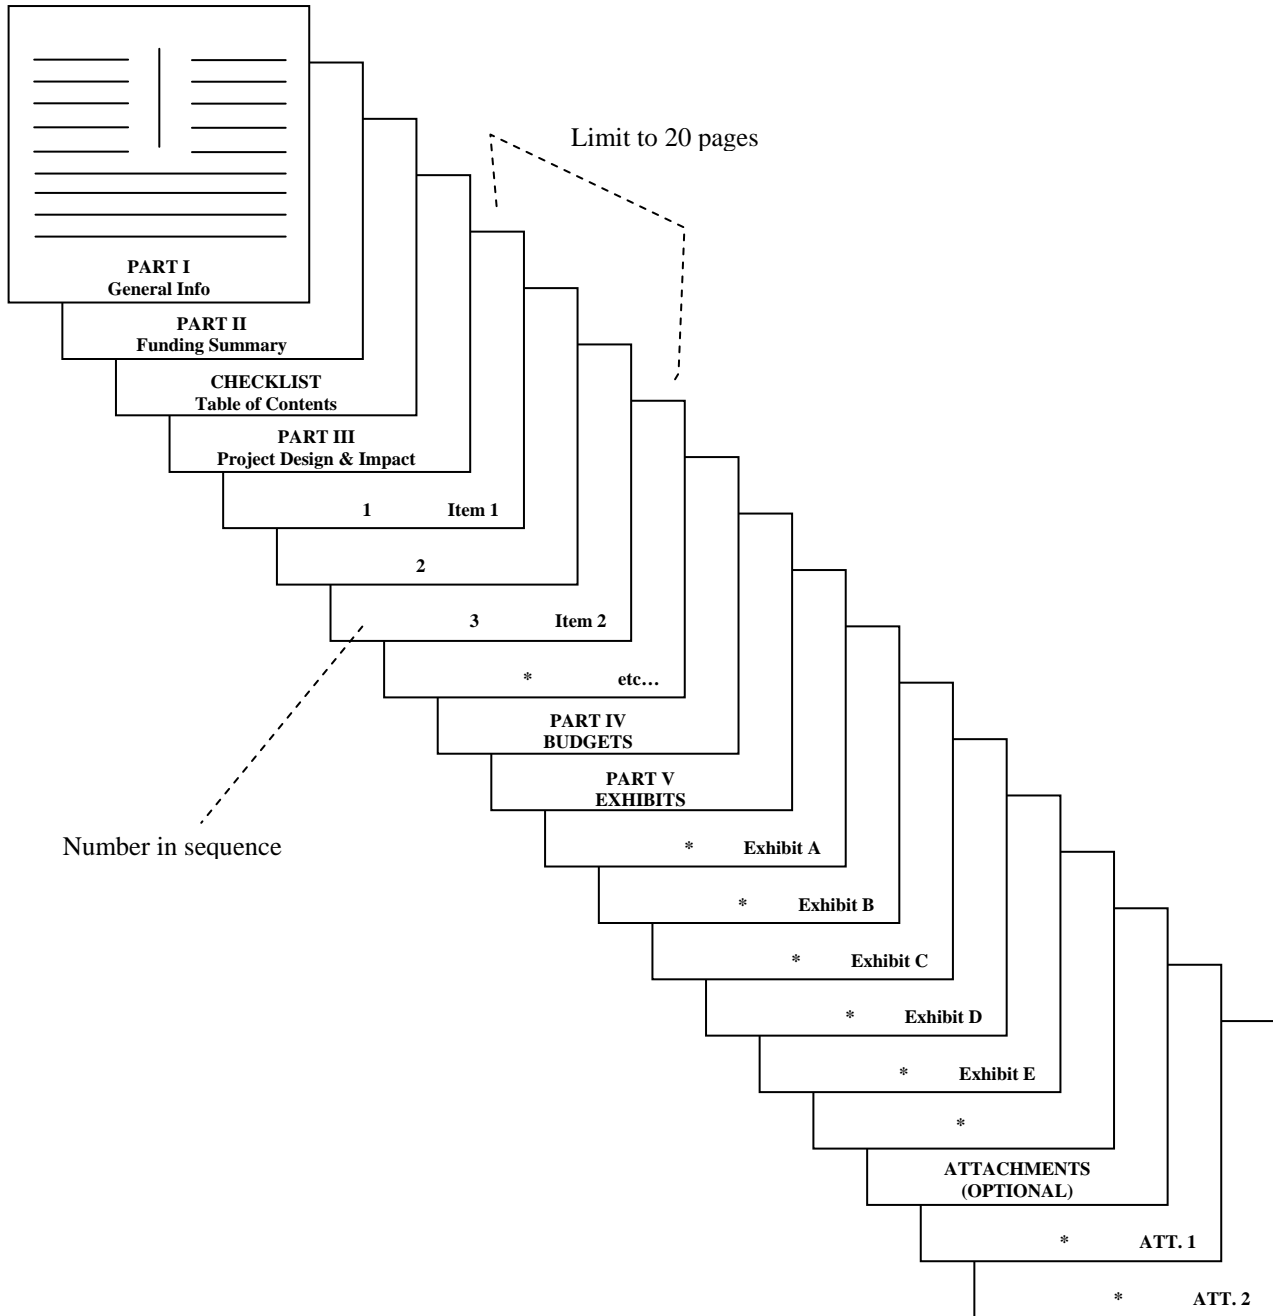 Limit to 20 pages
PART I
General Info
PART II
Funding Summary
CHECKLIST
Table of Contents
PART III
Project Design & Impact
1 Item 1
2
3 Item 2
* etc…
PART IV
BUDGETS
PART V
EXHIBITS
Number in sequence
* Exhibit A
* Exhibit B
* Exhibit C
* Exhibit D
* Exhibit E
*
ATTACHMENTS
(OPTIONAL)
* ATT. 1
* ATT. 2